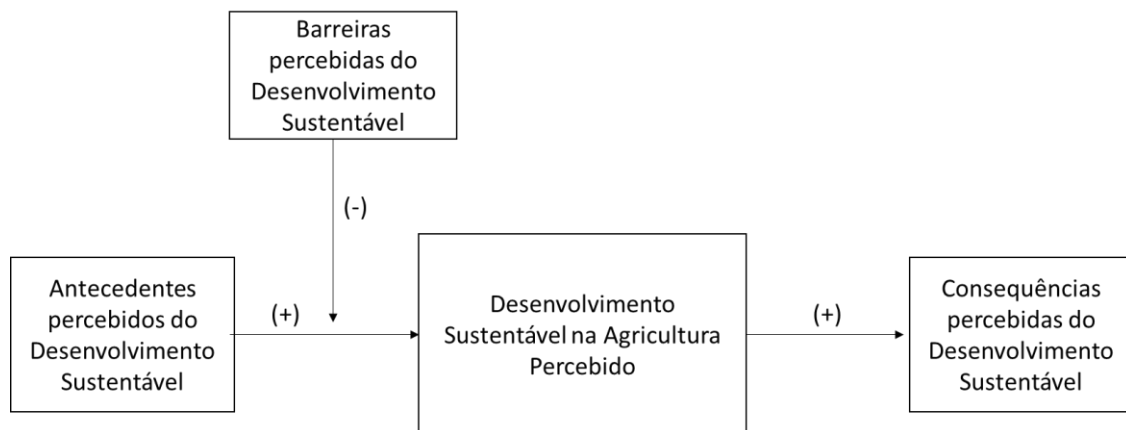 Barreiras
percebidas do
Desenvolvimento
Sustentável
(-)
Antecedentes
percebidos do
Desenvolvimento
Sustentável
(+)
Desenvolvimento
Sustentável na Agricultura
Percebido
(+)
Consequências
percebidas do
Desenvolvimento
Sustentável